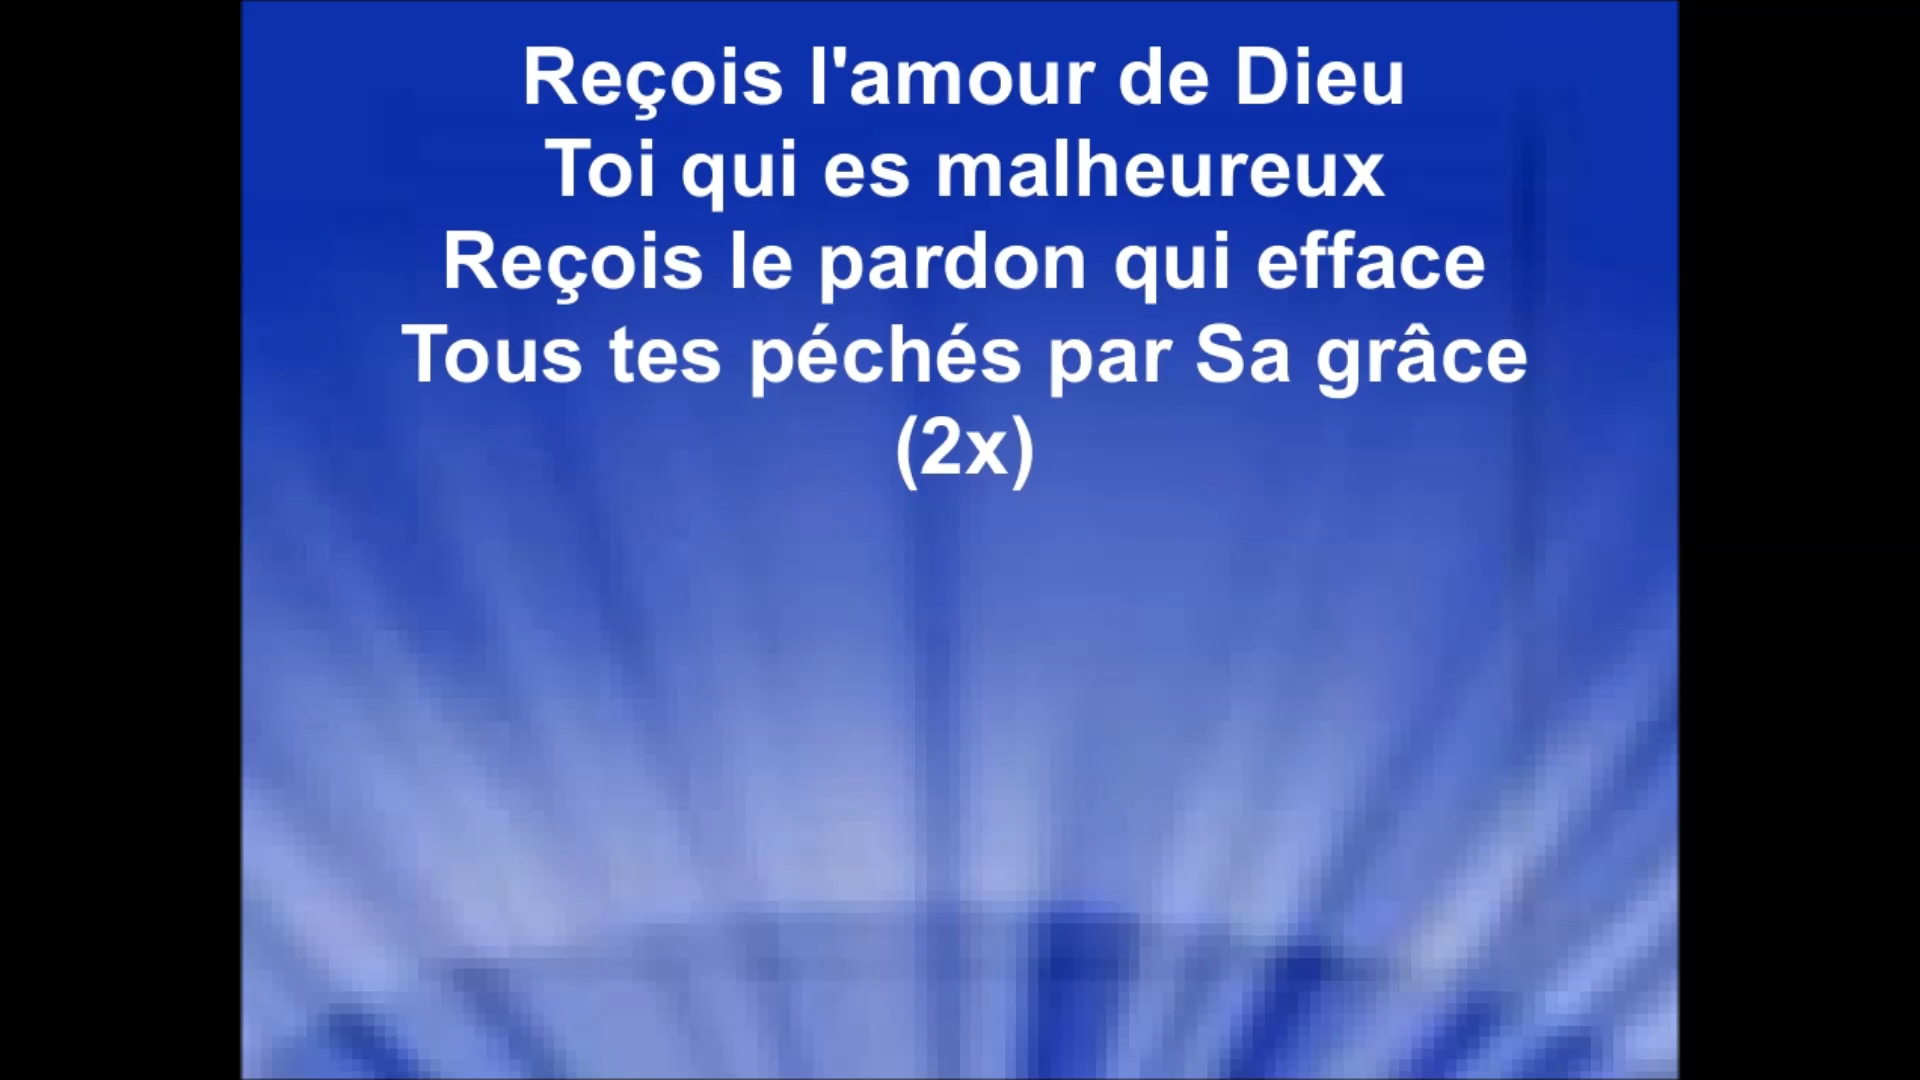 Reçois l'amour de Dieu
Toi qui es malheureux
Reçois le pardon qui efface
Tous tes péchés par Sa grâce
(2x)